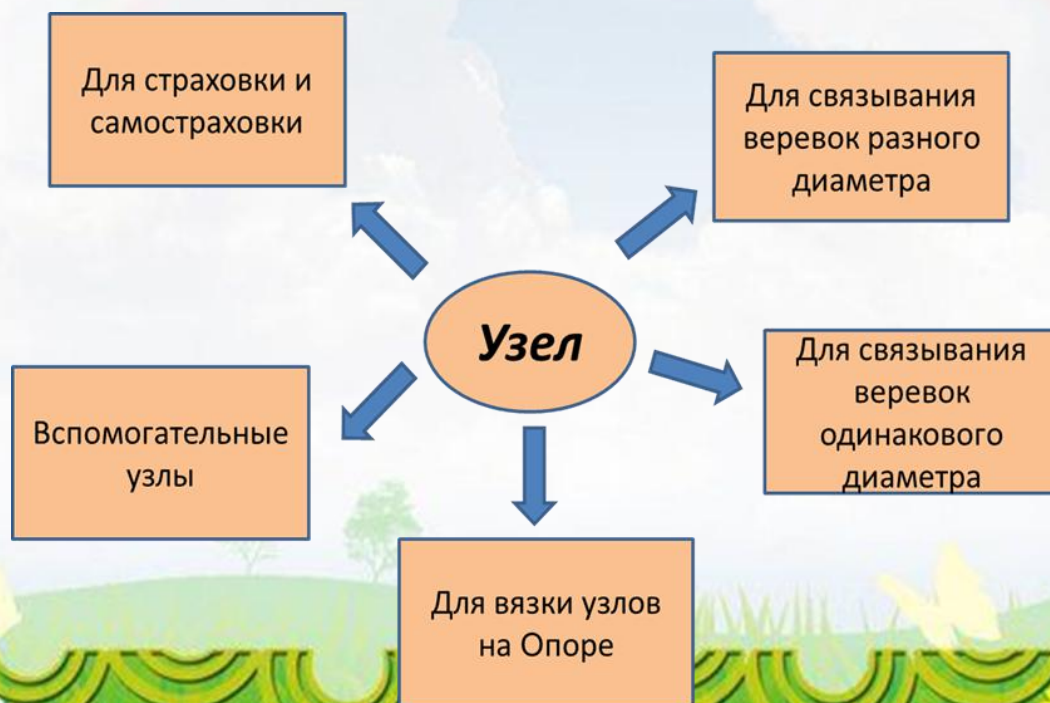 Для страховки и
самостраховки
Для связывания
веревок разного
диаметра
Узел
Для связывания
веревок
одинакового
диаметра
Вспомогательные
узлы
Для вязки узлов
на Опоре